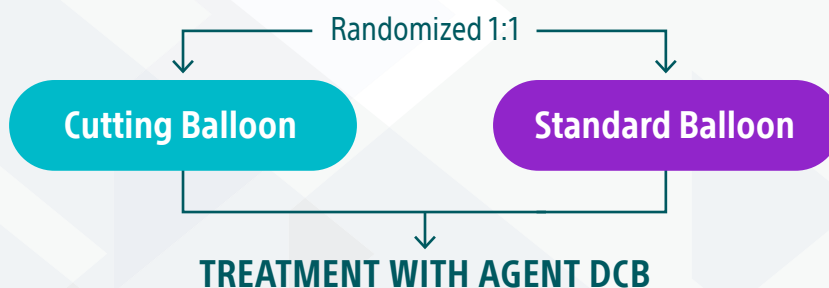 Randomized 1:1
Cutting Balloon
Standard Balloon
TREATMENT WITH AGENT DCB